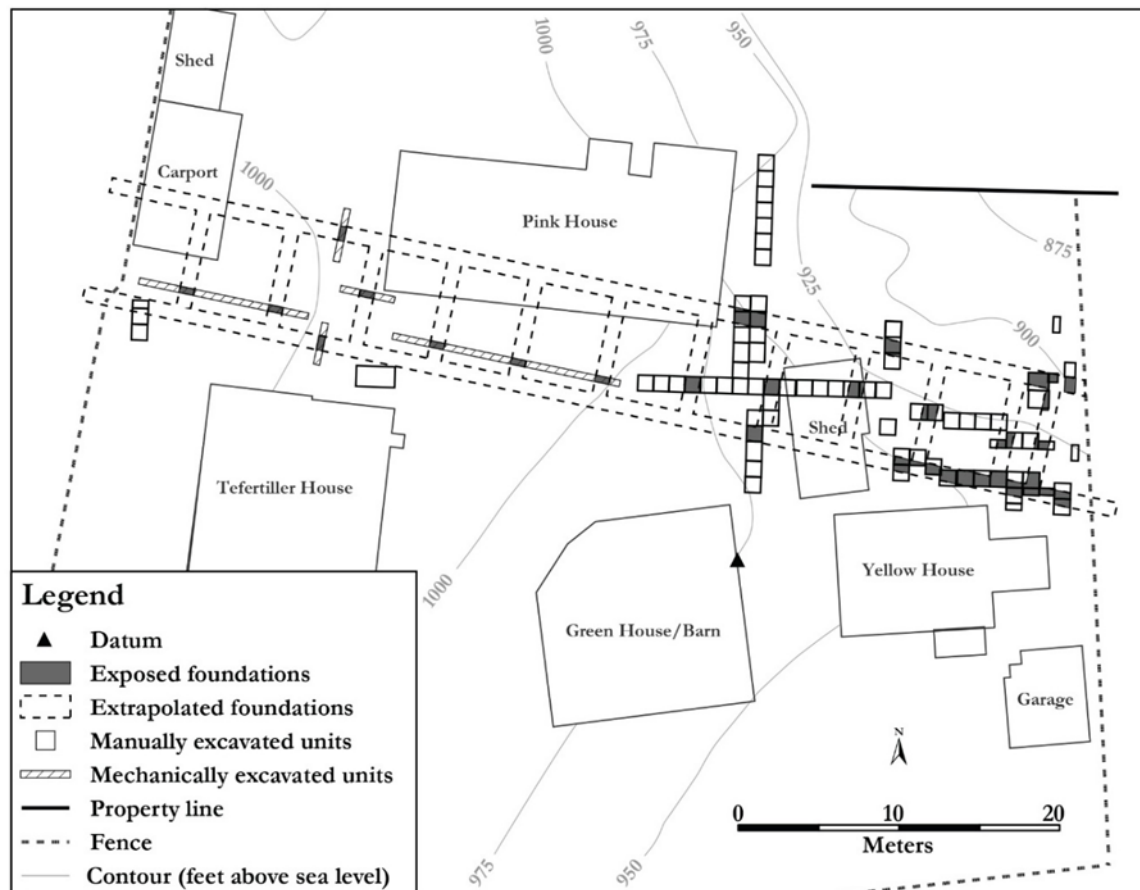 1000
975
950
Shed
Carport
1000
Pink House
875
925
900
Shed
Tefertiller House
Yellow House
Green House/Barn
1000
Garage
N
0 10 20
Meters
975
950
Legend
Datum
Exposed foundations
Extrapolated foundations
Manually excavated units
Mechanically excavated units
Property line
Fence
Contour (feet above sea level)